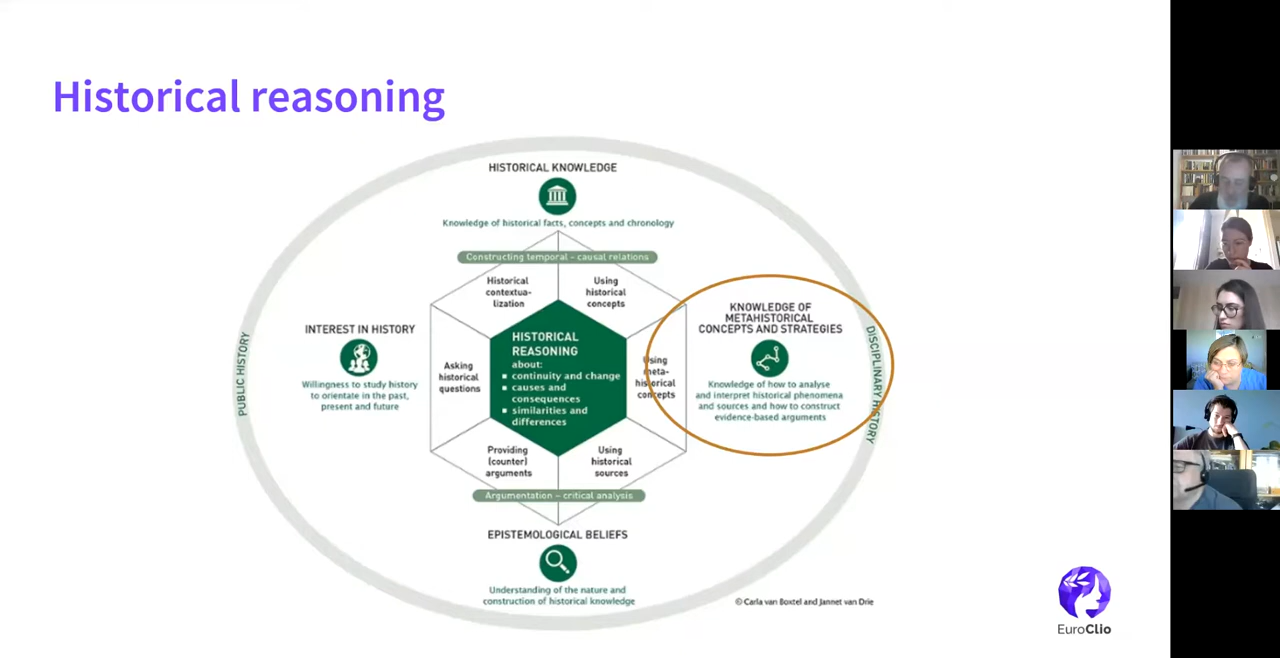 Historical reasoning
HISTORICAL KNOWLEDGE
Knowledge of historical facts, concepts and chronology
Constructing temporal – causal relations
Historical
contextua-
lization
Using
historical
concepts
INTEREST IN HISTORY
Willingness to study history
to orientate in the past,
present and future
PUBLIC HISTORY
Asking
historical
questions
HISTORICAL
REASONING
about:
▪ continuity and change
▪ causes and
consequences
▪ similarities and
differences
Using
meta-
historical
concepts
KNOWLEDGE OF
METAHISTORICAL
CONCEPTS AND STRATEGIES
Knowledge of how to analyse
and interpret historical phenomena
and sources and how to construct
evidence-based arguments
DISCIPLINARY HISTORY
Providing
(counter)
arguments
Using
historical
sources
Argumentation – critical analysis
EPISTEMOLOGICAL BELIEFS
Understanding of the nature and
construction of historical knowledge
© Carla van Boxtel and Jannet van Drie
EuroClio